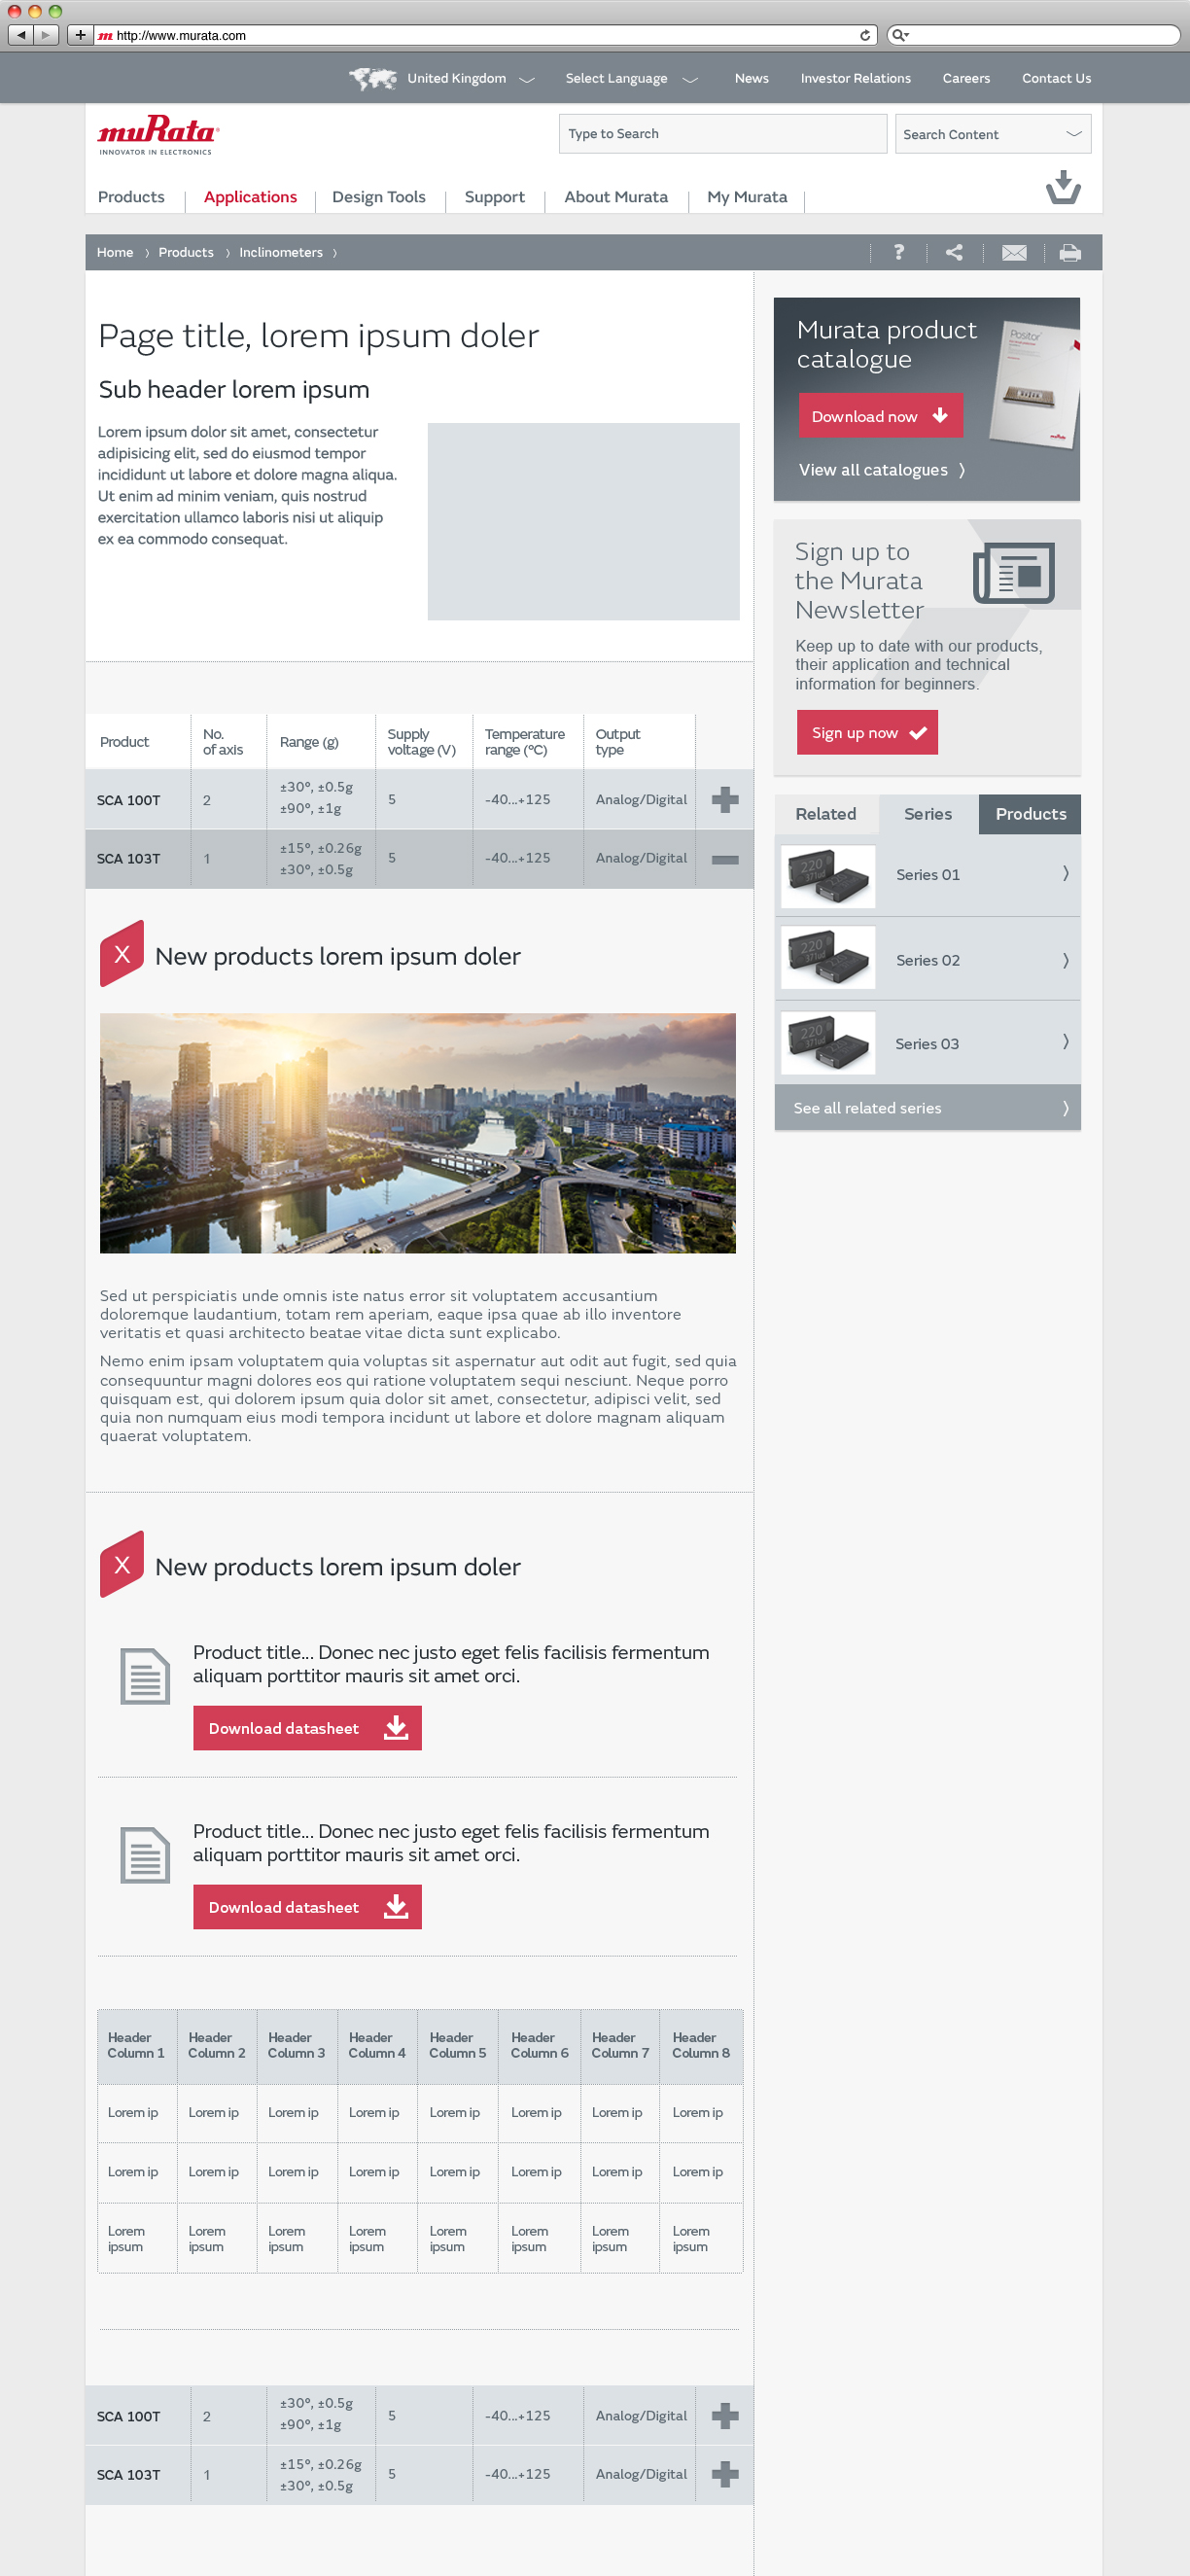 http://www.murata.com
United Kingdom
Select Language
News
Investor Relations
Careers
Contact Us
muRata
INNOVATOR IN ELECTRONICS
Type to Search
Search Content
Products
Applications
Design Tools
Support
About Murata
My Murata
Home 〉 Products 〉 Inclinometers 〉
?
Page title, lorem ipsum doler
Sub header lorem ipsum
Lorem ipsum dolor sit amet, consectetur
adipisicing elit, sed do eiusmod tempor
incididunt ut labore et dolore magna aliqua.
Ut enim ad minim veniam, quis nostrud
exercitation ullamco laboris nisi ut aliquip
ex ea commodo consequat.
Murata product
catalogue
Positor
muRata
Download now
View all catalogues 〉
Sign up to
the Murata
Newsletter
Keep up to date with our products,
their application and technical
information for beginners.
Sign up now
Product
No.
of axis
Range (g)
Supply
voltage (V)
Temperature
range (°C)
Output
type
SCA 100T
2
±30°, ±0.5g
±90°, ±1g
5
-40...+125
Analog/Digital
SCA 103T
1
±15°, ±0.26g
±30°, ±0.5g
5
-40...+125
Analog/Digital
Related
Series
Products
220
371ud
Series 01
220
371ud
Series 02
220
371ud
Series 03
See all related series
X
New products lorem ipsum doler
Sed ut perspiciatis unde omnis iste natus error sit voluptatem accusantium
doloremque laudantium, totam rem aperiam, eaque ipsa quae ab illo inventore
veritatis et quasi architecto beatae vitae dicta sunt explicabo.
Nemo enim ipsam voluptatem quia voluptas sit aspernatur aut odit aut fugit, sed quia
consequuntur magni dolores eos qui ratione voluptatem sequi nesciunt. Neque porro
quisquam est, qui dolorem ipsum quia dolor sit amet, consectetur, adipisci velit, sed
quia non numquam eius modi tempora incidunt ut labore et dolore magnam aliquam
quaerat voluptatem.
X
New products lorem ipsum doler
Product title... Donec nec justo eget felis facilisis fermentum
aliquam porttitor mauris sit amet orci.
Download datasheet
Product title... Donec nec justo eget felis facilisis fermentum
aliquam porttitor mauris sit amet orci.
Download datasheet
Header Header Header Header Header Header Header Header
Column 1 Column 2 Column 3 Column 4 Column 5 Column 6 Column 7 Column 8
Lorem ip Lorem ip Lorem ip Lorem ip Lorem ip Lorem ip Lorem ip Lorem ip
Lorem ip Lorem ip Lorem ip Lorem ip Lorem ip Lorem ip Lorem ip Lorem ip
Lorem Lorem Lorem Lorem Lorem Lorem Lorem Lorem
ipsum ipsum ipsum ipsum ipsum ipsum ipsum ipsum
SCA 100T
2
±30°, ±0.5g
±90°, ±1g
5
-40...+125
Analog/Digital
SCA 103T
1
±15°, ±0.26g
±30°, ±0.5g
5
-40...+125
Analog/Digital